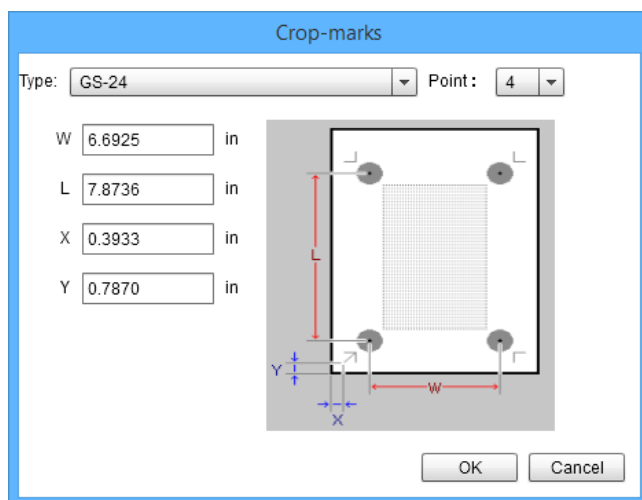 Crop-marks
Type: GS-24 Point: 4
W 6.6925 in
L 7.8736 in
X 0.3933 in
Y 0.7870 in
L
Y
W
X
OK Cancel